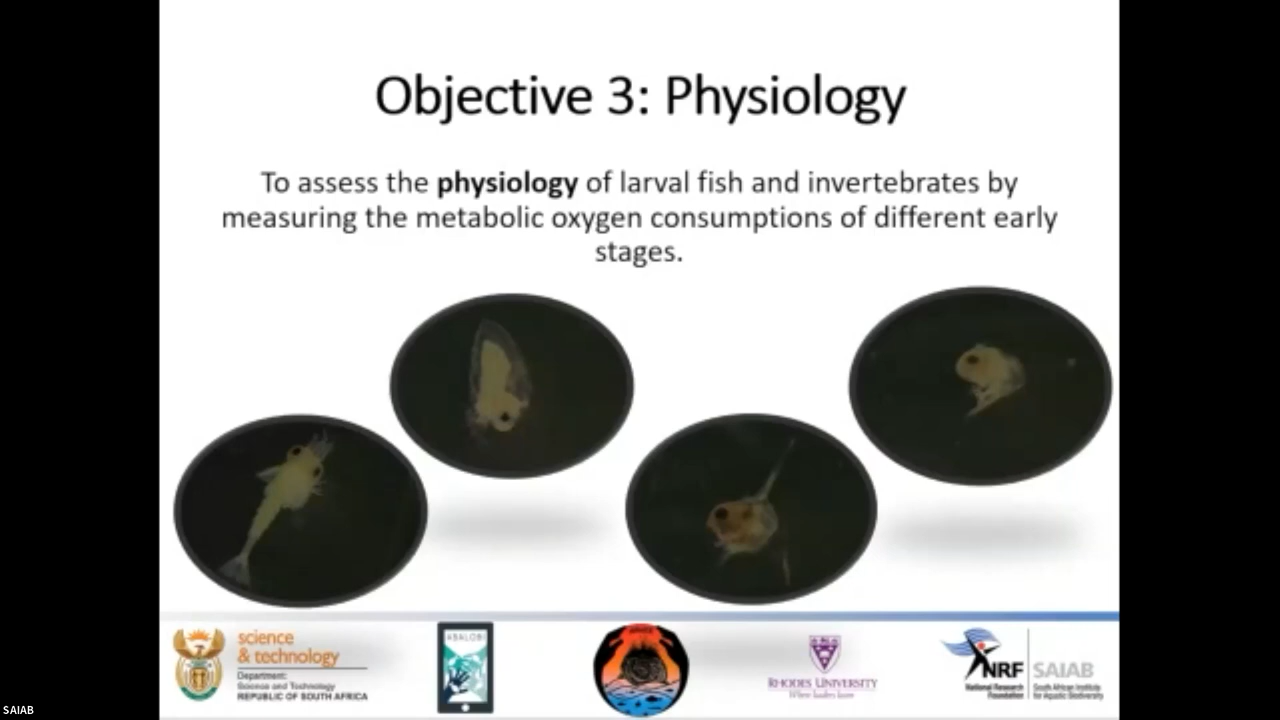 Objective 3: Physiology
To assess the physiology of larval fish and invertebrates by
measuring the metabolic oxygen consumptions of different early
stages.
science
& technology
Department:
Science and Technology
REPUBLIC OF SOUTH AFRICA
ABALOBI
RHODES UNIVERSITY
Where leaders learn
NRF
National Research
Foundation
SAIAB
South African Institute
for Aquatic Biodiversity
SAIAB